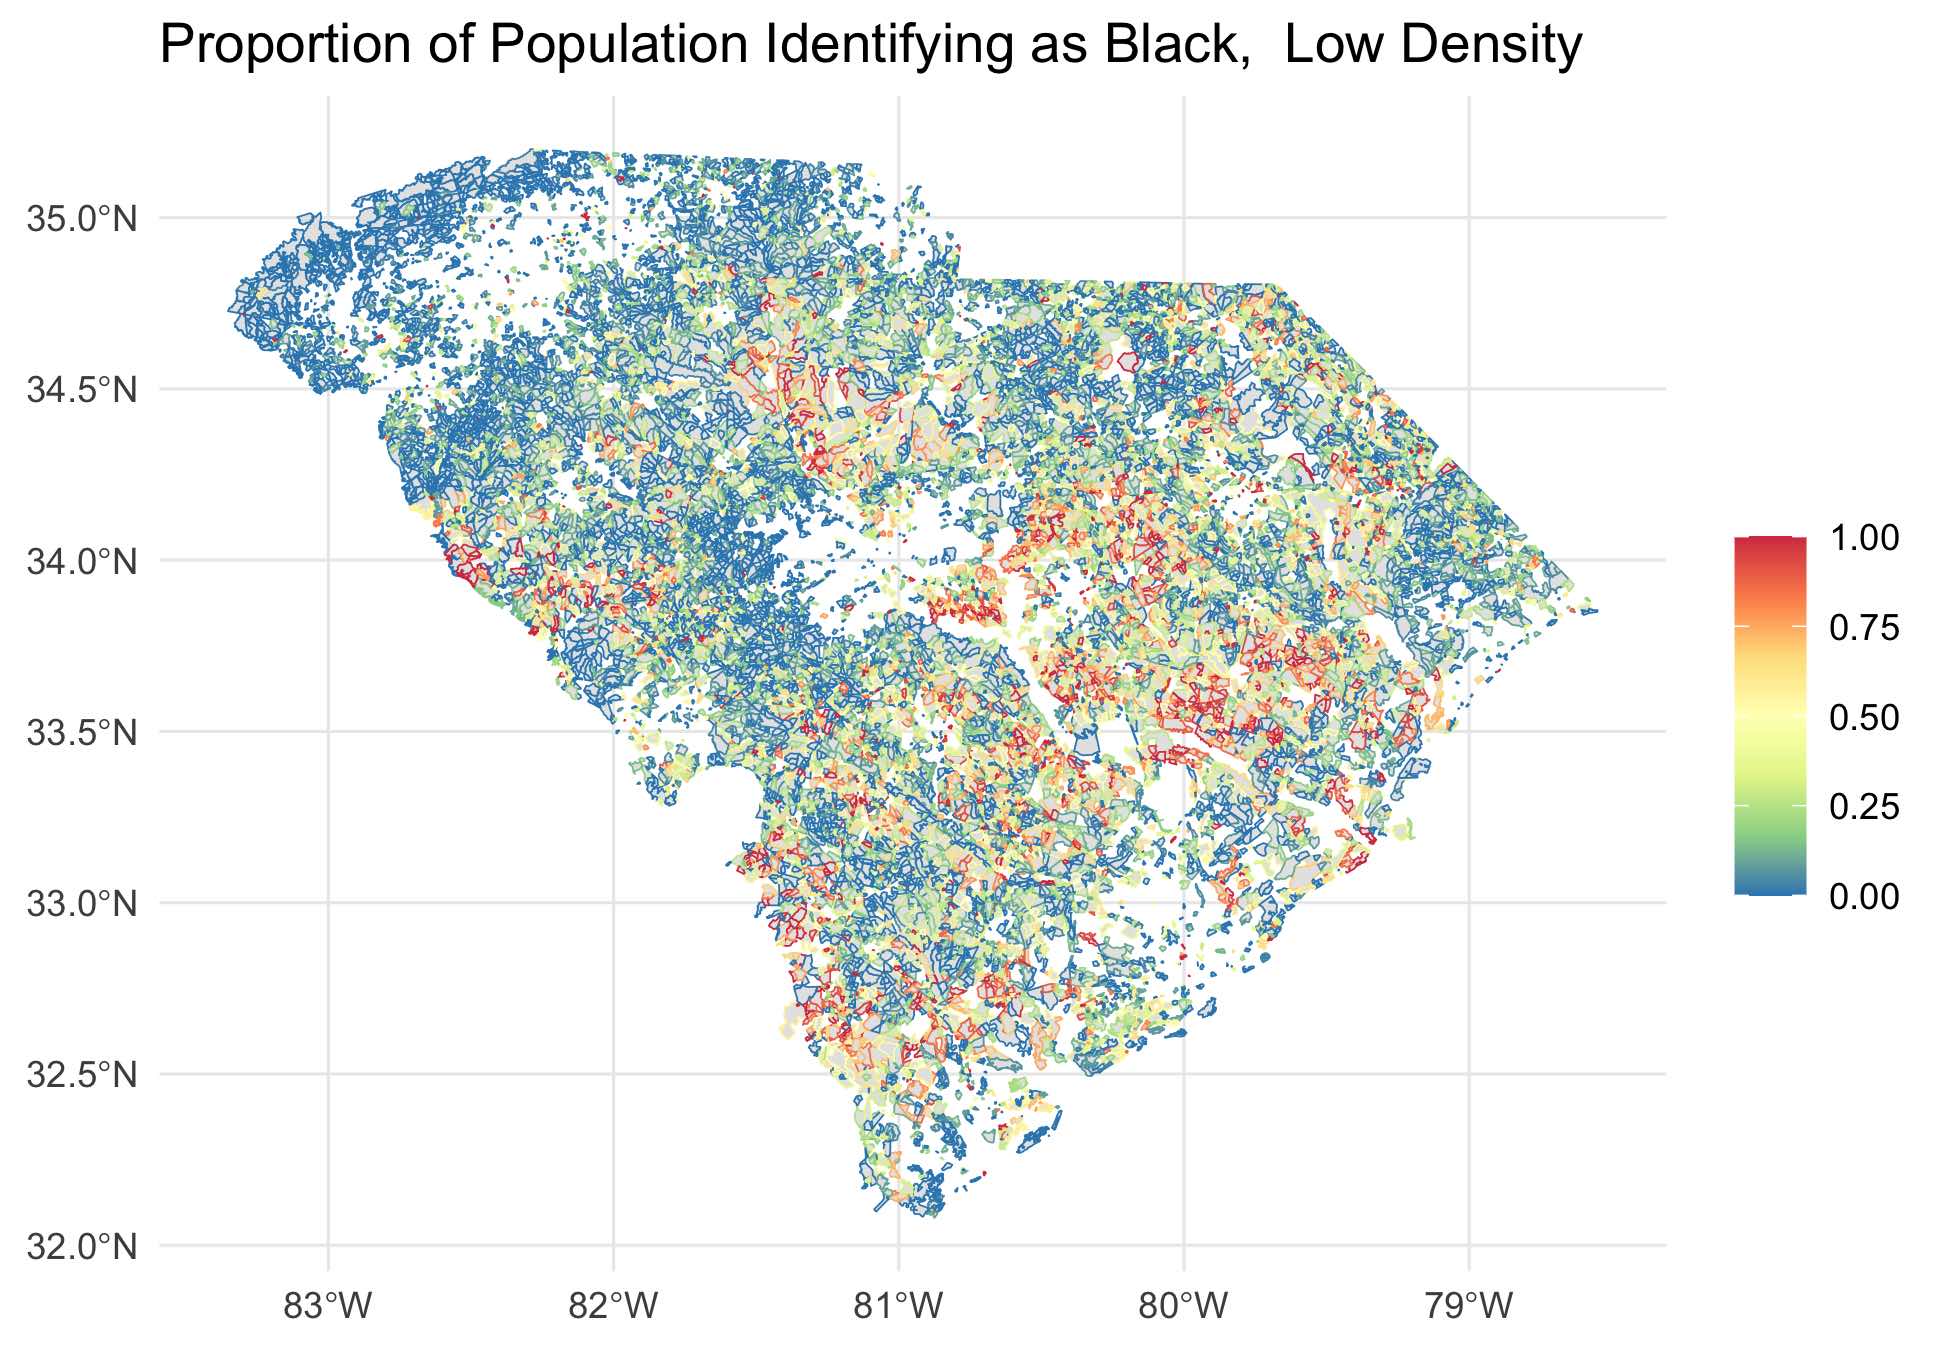 Proportion of Population Identifying as Black,  Low Density
35.0°N
34.5°N
34.0°N
33.5°N
33.0°N
32.5°N
32.0°N
83°W
82°W
81°W
80°W
79°W
1.00
0.75
0.50
0.25
0.00